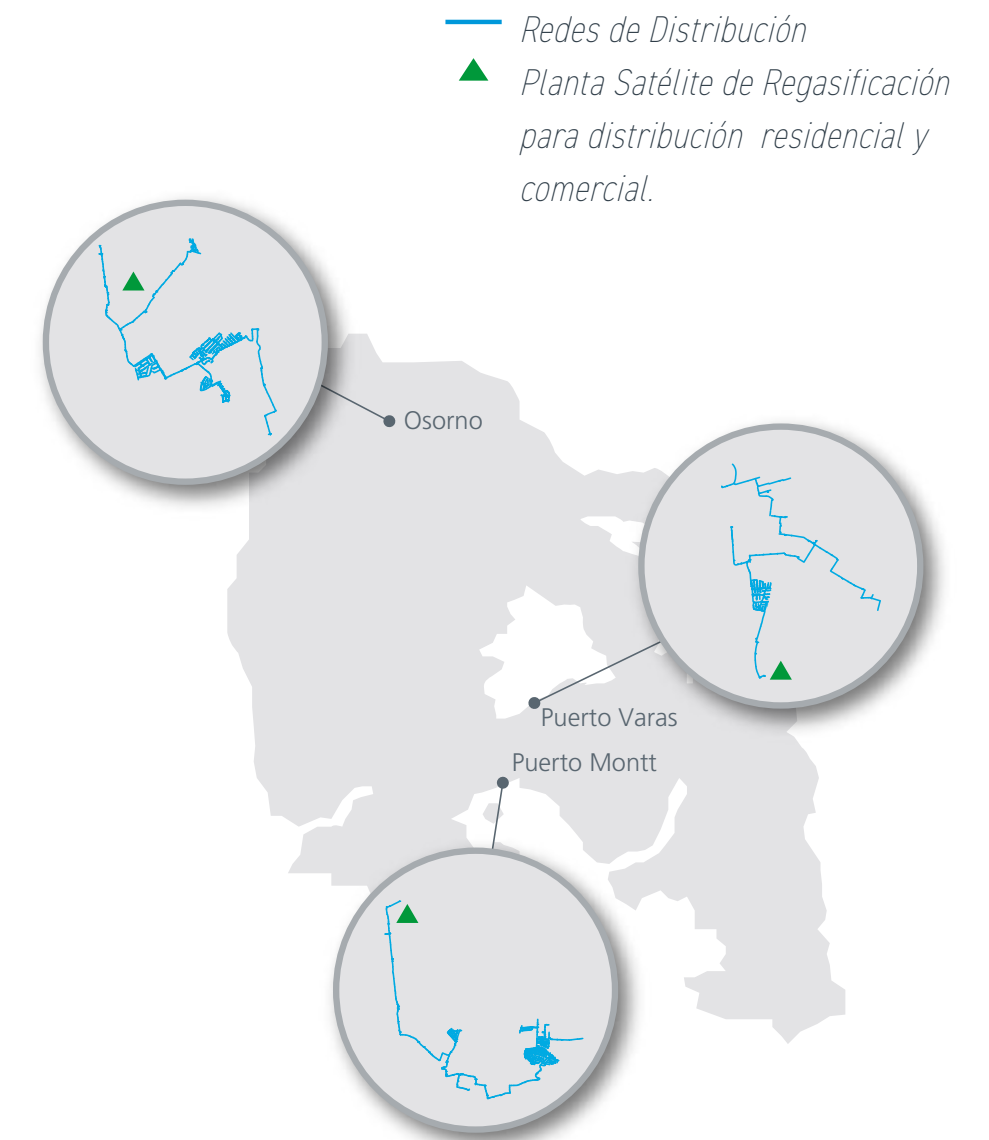 Redes de Distribución
Planta Satélite de Regasificación
para distribución residencial y
comercial.
Osorno
Puerto Varas
Puerto Montt